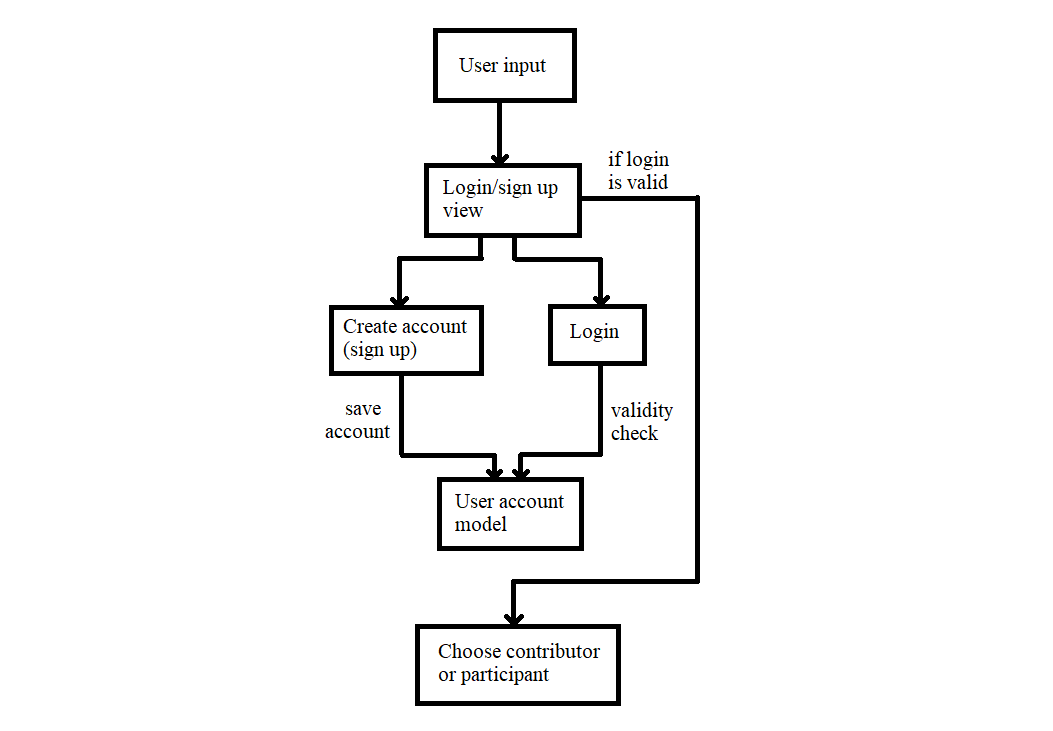 User input
if login
is valid
Login/sign up
view
Create account
(sign up)
Login
save
account
validity
check
User account
model
Choose contributor
or participant